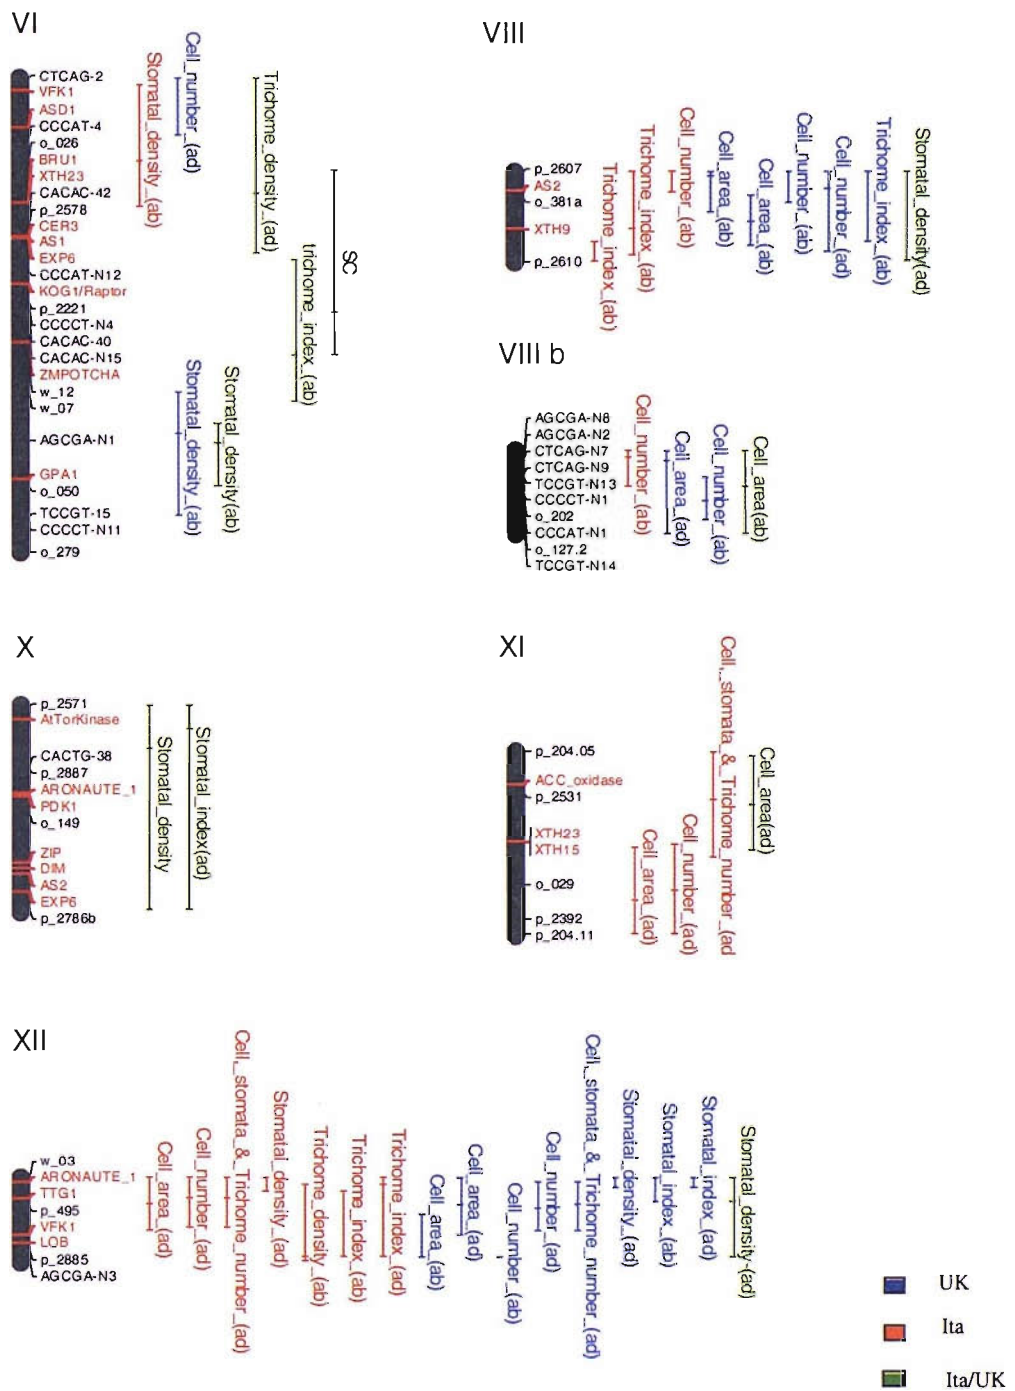 VI
CTCAG-2
VFK1
ASD1
CCCAT-4
o_026
BRU1
XTH23
CACAC-42
p_2578
CER3
AS1
EXP6
CCCAT-N12
KOG1/Raptor
p_2221
CCCCT-N4
CACAC-40
CACAC-N15
ZMPOTCHA
w_12
w_07
AGCGA-N1
GPA1
o_050
TCCGT-15
CCCCT-N11
o_279
Stomatal_density_(ab)
Cell_number_(ad)
Trichome_density_(ad)
trichome_index_(ab)
SC
Stomatal_density_(ab)
Stomatal_density(ab)
VIII
p_2607
AS2
o_381a
XTH9
p_2610
Trichome_index_(ab)
Trichome_index_(ab)
Cell_number_(ab)
Cell_area_(ab)
Cell_area_(ab)
Cell_number_(ab)
Cell_number_(ad)
Trichome_index_(ab)
Stomatal_density(ad)
VIII b
AGCGA-N8
AGCGA-N2
CTCAG-N7
CTCAG-N9
TCCGT-N13
CCCCT-N1
o_202
CCCAT-N1
o_127.2
TCCGT-N14
Cell_number_(ab)
Cell_area_(ad)
Cell_number_(ab)
Cell_area(ab)
X
p_2571
AtTorKinase
CACTG-38
p_2887
ARONAUTE_1
PDK1
o_149
ZIP
DIM
AS2
EXP6
p_2786b
Stomatal_density
Stomatal_index(ad)
XI
p_204.05
ACC_oxidase
p_2531
XTH23
XTH15
o_029
p_2392
p_204.11
Cell_area_(ad)
Cell_number_(ad)
Cell,_stomata_&_Trichome_number_(ad
Cell_area(ad)
XII
w_03
ARONAUTE_1
TTG1
p_495
VFK1
LOB
p_2885
AGCGA-N3
Cell_area_(ad)
Cell_number_(ad)
Cell,_stomata_&_Trichome_number_(ad)
Stomatal_density_(ad)
Trichome_density_(ab)
Trichome_index_(ab)
Trichome_index_(ad)
Cell_area_(ab)
Cell_area_(ad)
Cell_number_(ab)
Cell_number_(ad)
Cell,_stomata_&_Trichome_number_(ad)
Stomatal_density_(ad)
Stomatal_index_(ab)
Stomatal_index_(ad)
Stomatal_density-(ad)
UK
Ita
Ita/UK